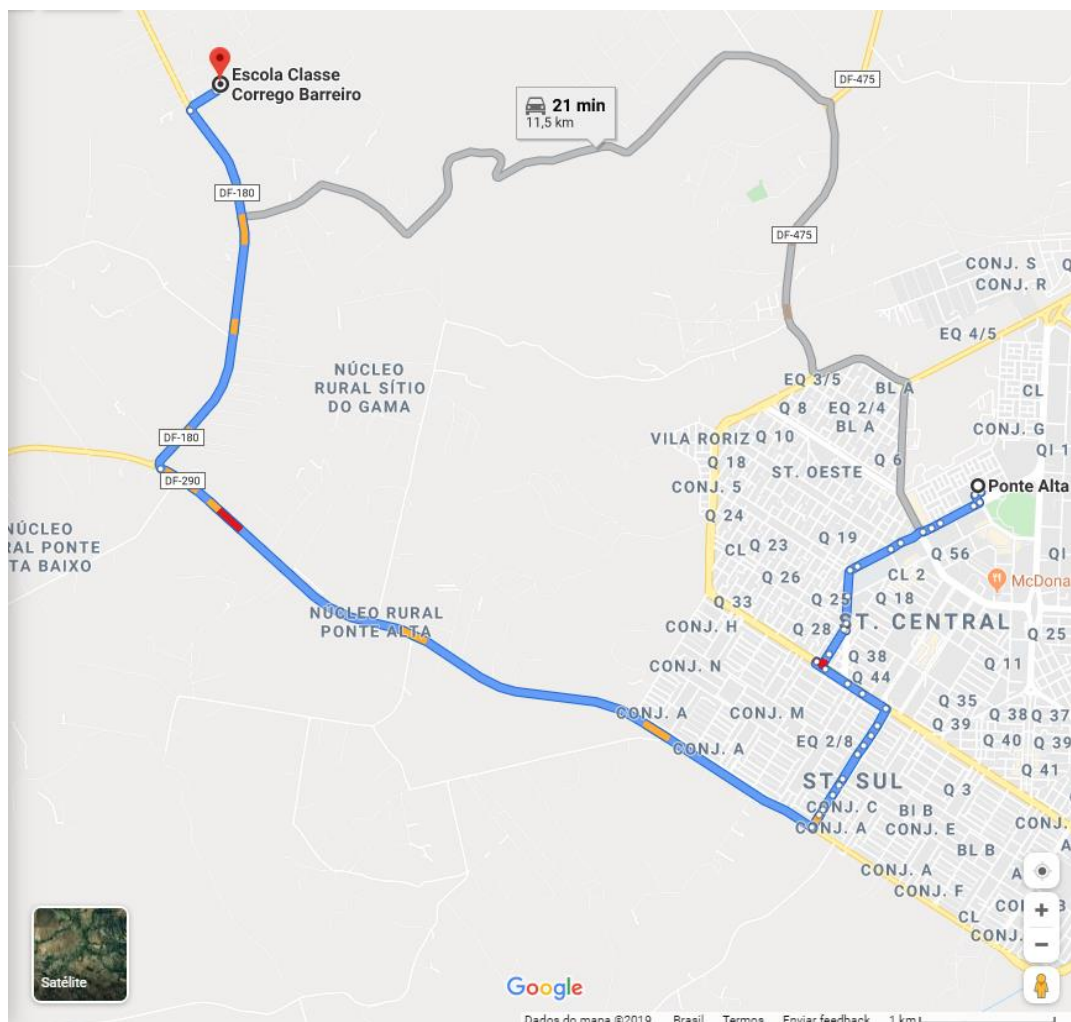 Escola Classe
Corrego Barreiro
21 min
11,5 km
DF-475
DF-180
DF-475
CONJ. S
Q
CONJ. R
EQ 4/5
NÚCLEO
RURAL SÍTIO
DO GAMA
EQ 3/5
BL A
CL
Q 8
EQ 2/4
BL A
CONJ. G
DF-180
VILA RORIZ
Q 10
QI 1
Q 18
ST. OESTE
Q 6
DF-290
CONJ. 5
Ponte Alta
Q 24
NÚCLEO
RAL PONTE
TA BAIXO
Q 19
CL
Q 23
Q 56
QI
Q 26
CL 2
McDona
Q 33
Q 25
Q 18
NÚCLEO RURAL
PONTE ALTA
CONJ. H
Q 28
ST. CENTRAL
Q 25
Q 38
Q 11
CONJ. N
Q 44
Q 35
CONJ. A
CONJ. M
Q 39
Q 38
Q 37
CONJ. A
EQ 2/8
Q 40
Q 39
Q 41
ST. SUL
Q 3
CONJ. C
BI B
CONJ. A
CONJ. E
CONJ.
BL B
A
CONJ. A
A
CONJ. F
CON
B
CL
CONJ.
Satélite
Google
Dados do mapa ©2019 Brasil Termos Enviar feedback 1 km